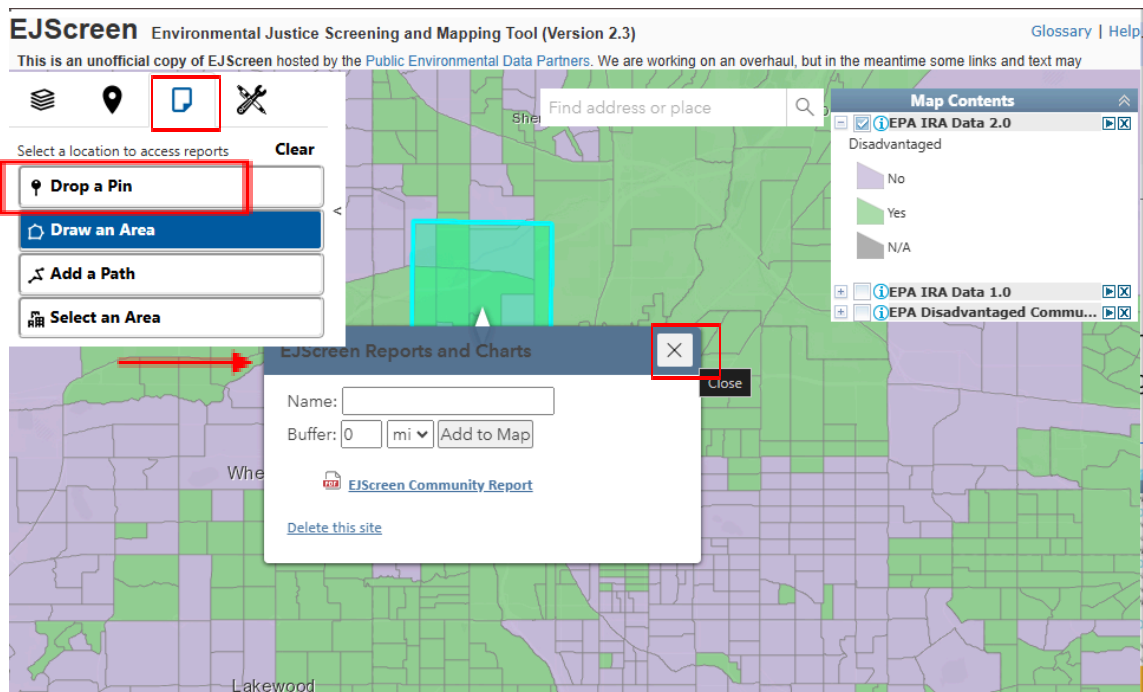 EJScreen Environmental Justice Screening and Mapping Tool (Version 2.3)
Glossary | Help
This is an unofficial copy of EJScreen hosted by the Public Environmental Data Partners. We are working on an overhaul, but in the meantime some links and text may
Find address or place
Map Contents
She
EPA IRA Data 2.0
Select a location to access reports Clear
Disadvantaged
Drop a Pin
No
<
Yes
Draw an Area
N/A
Add a Path
EPA IRA Data 1.0
Select an Area
EPA Disadvantaged Commu...
EJScreen Reports and Charts
Close
Name:
Buffer: 0 mi Add to Map
Whe
PDF EJScreen Community Report
Delete this site
Lakewood